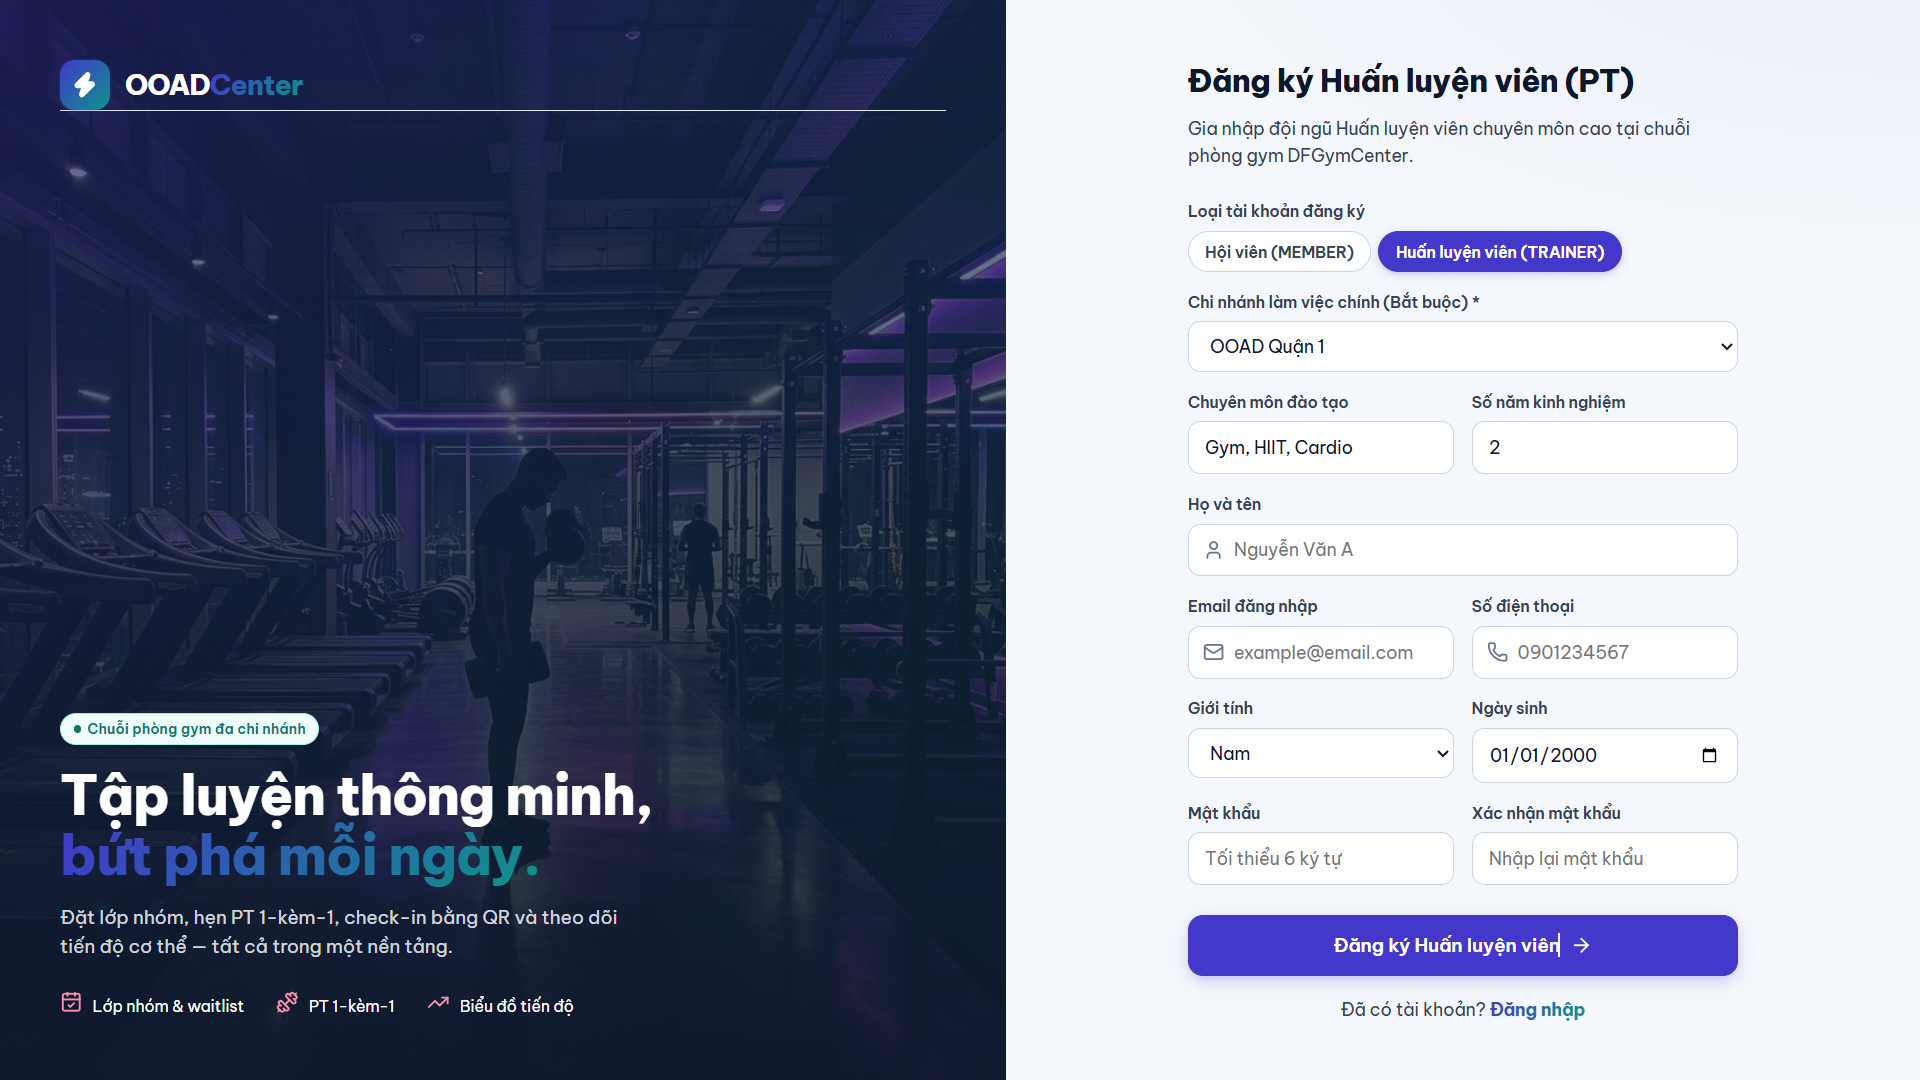 OOADCenter
Chuỗi phòng gym đa chi nhánh
Tập luyện thông minh,
bứt phá mỗi ngày.
Đặt lớp nhóm, hẹn PT 1-kèm-1, check-in bằng QR và theo dõi
tiến độ cơ thể — tất cả trong một nền tảng.
Lớp nhóm & waitlist
PT 1-kèm-1
Biểu đồ tiến độ
Đăng ký Huấn luyện viên (PT)
Gia nhập đội ngũ Huấn luyện viên chuyên môn cao tại chuỗi
phòng gym DFGymCenter.
Loại tài khoản đăng ký
Hội viên (MEMBER)
Huấn luyện viên (TRAINER)
Chi nhánh làm việc chính (Bắt buộc) *
OOAD Quận 1
Chuyên môn đào tạo
Số năm kinh nghiệm
Gym, HIIT, Cardio
2
Họ và tên
Nguyễn Văn A
Email đăng nhập
Số điện thoại
example@email.com
0901234567
Giới tính
Ngày sinh
Nam
01/01/2000
Mật khẩu
Xác nhận mật khẩu
Tối thiểu 6 ký tự
Nhập lại mật khẩu
Đăng ký Huấn luyện viên
Đã có tài khoản? Đăng nhập